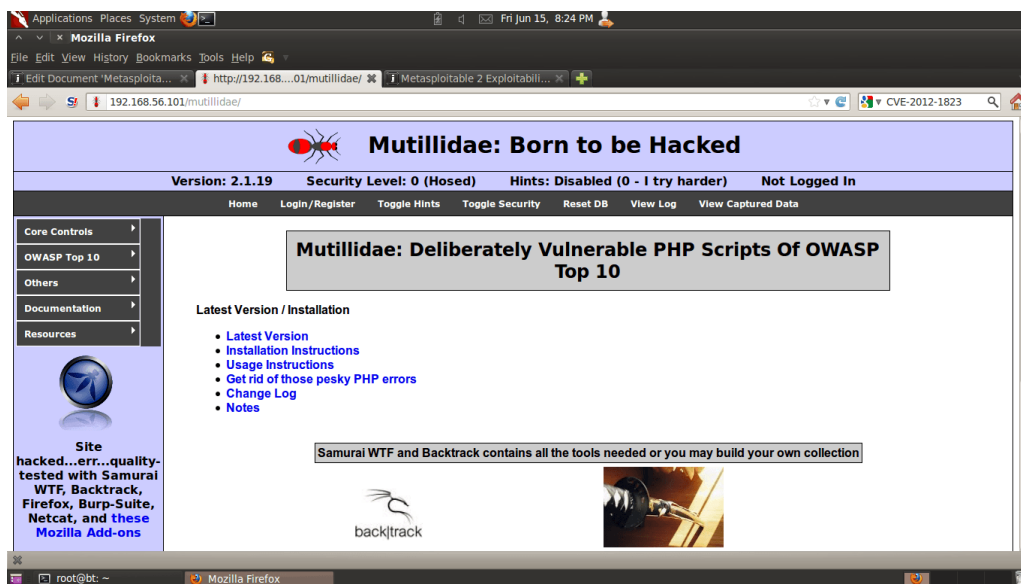 Applications Places System Fri Jun 15, 8:24 PM
Mozilla Firefox
File Edit View History Bookmarks Tools Help
Edit Document 'Metasploita... http://192.168....01/mutillidae/ Metasploitable 2 Exploitabili...
192.168.56.101/mutillidae/ CVE-2012-1823
Mutillidae: Born to be Hacked
Version: 2.1.19 Security Level: 0 (Hosed) Hints: Disabled (0 - I try harder) Not Logged In
Home Login/Register Toggle Hints Toggle Security Reset DB View Log View Captured Data
Core Controls
OWASP Top 10
Others
Documentation
Resources
Site
hacked...err...quality-
tested with Samurai
WTF, Backtrack,
Firefox, Burp-Suite,
Netcat, and these
Mozilla Add-ons
Mutillidae: Deliberately Vulnerable PHP Scripts Of OWASP
Top 10
Latest Version / Installation
• Latest Version
• Installation Instructions
• Usage Instructions
• Get rid of those pesky PHP errors
• Change Log
• Notes
Samurai WTF and Backtrack contains all the tools needed or you may build your own collection
back|track
root@bt: ~ Mozilla Firefox